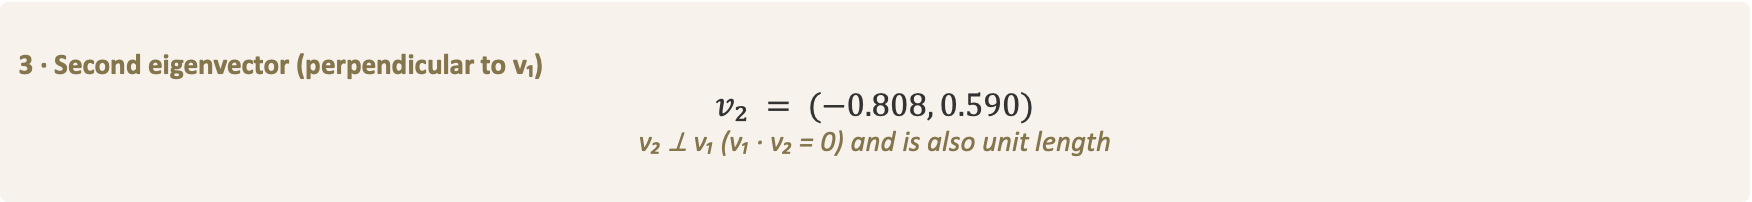 3 · Second eigenvector (perpendicular to v₁)
v₂ = (−0.808, 0.590)
v₂ ⊥ v₁ (v₁ · v₂ = 0) and is also unit length